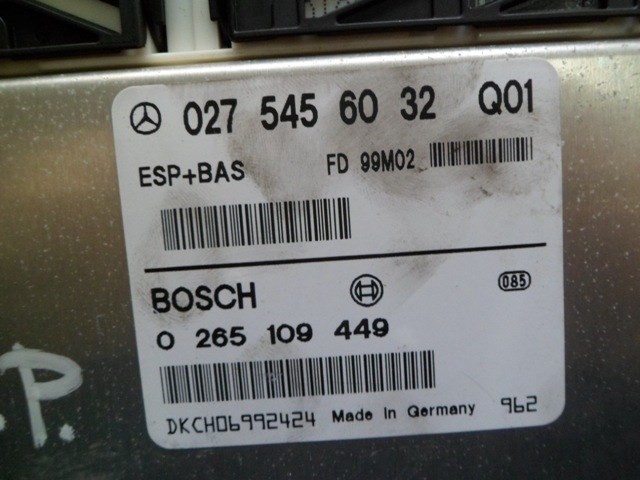 027 545 60 32 Q01
ESP+BAS FD 99M02
BOSCH 085
0 265 109 449
.P.
DKCH06992424 Made in Germany 962